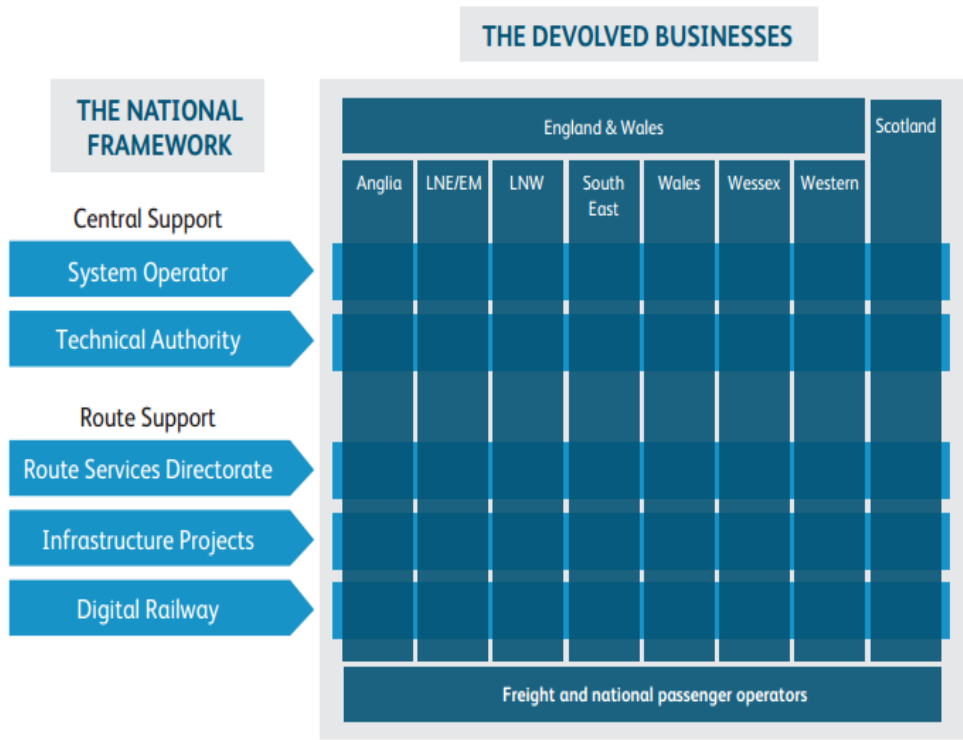 THE DEVOLVED BUSINESSES
THE NATIONAL
FRAMEWORK
England & Wales
Scotland
Anglia
LNE/EM
LNW
South
East
Wales
Wessex
Western
Central Support
System Operator
Technical Authority
Route Support
Route Services Directorate
Infrastructure Projects
Digital Railway
Freight and national passenger operators